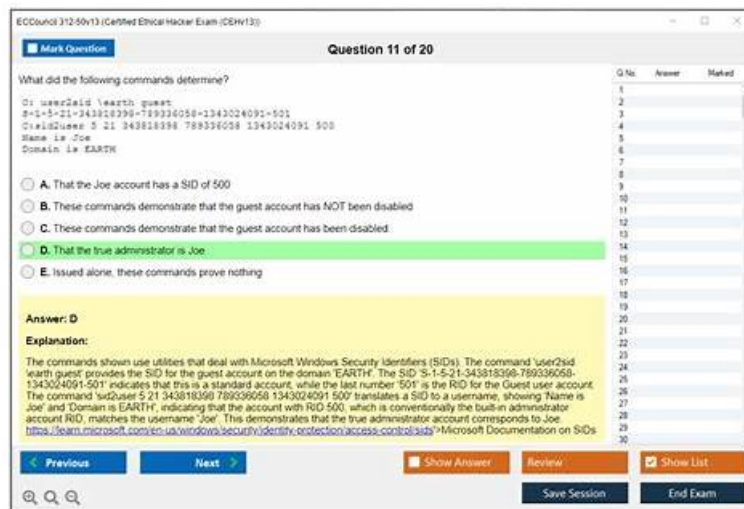 ECCouncil 312-50v13 (Certified Ethical Hacker Exam (CEHv13))
Mark Question
Question 11 of 20
What did the following commands determine?
C: user2sid \earth guest
S-1-5-21-343818398-789336058-1343024091-501
C:sid2user 5 21 343818398 789336058 1343024091 500
Name is Joe
Domain is EARTH
A. That the Joe account has a SID of 500
B. These commands demonstrate that the guest account has NOT been disabled
C. These commands demonstrate that the guest account has been disabled
D. That the true administrator is Joe
E. Issued alone, these commands prove nothing
Answer: D
Explanation:
The commands shown use utilities that deal with Microsoft Windows Security Identifiers (SIDs). The command 'user2sid
\earth guest' provides the SID for the guest account on the domain 'EARTH'. The SID 'S-1-5-21-343818398-789336058-
1343024091-501' indicates that this is a standard account, while the last number '501' is the RID for the Guest user account.
The command 'sid2user 5 21 343818398 789336058 1343024091 500' translates a SID to a username, showing 'Name is
Joe' and 'Domain is EARTH', indicating that the account with RID 500, which is conventionally the built-in administrator
account RID, matches the username 'Joe'. This demonstrates that the true administrator account corresponds to Joe.
https://learn.microsoft.com/en-us/windows/security/identity-protection/access-control/sids'>Microsoft Documentation on SIDs
Q.No. Answer Marked
1
2
3
4
5
6
7
8
9
10
11
12
13
14
15
16
17
18
19
20
21
22
23
24
25
26
27
28
29
30
Previous
Next
Show Answer
Review
Show List
Save Session
End Exam